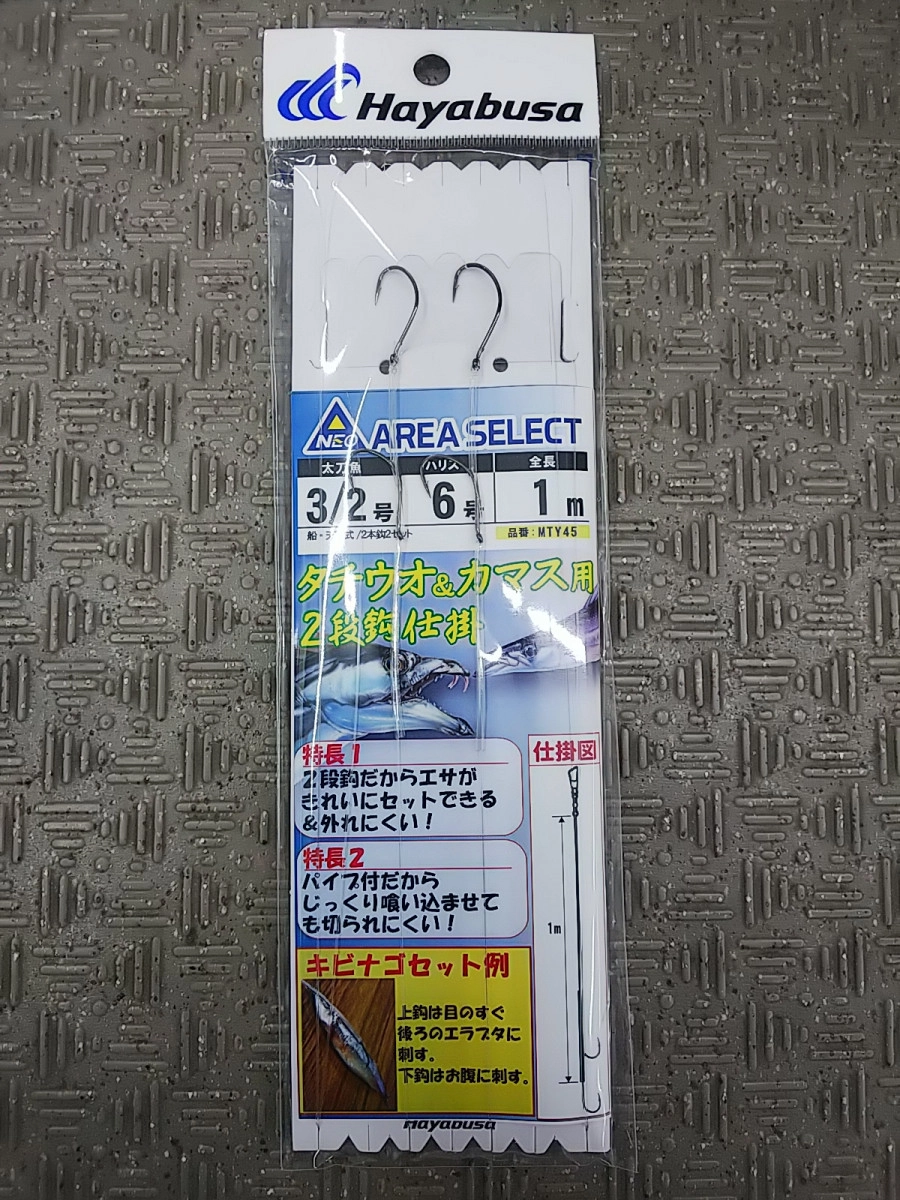 Hayabusa
NEO AREA SELECT
太刀魚 ハリス 全長
3/2号 6号 1m
2本鈎2セット 品番:MTY45
タチウオ&カマス用
2段鈎仕掛
特長1
2段鈎だからエサが
きれいにセットできる
&外れにくい!
特長2
パイプ付だから
じっくり喰い込ませて
も切られにくい!
仕掛図
1m
キビナゴセット例
上鈎は目のすぐ
後ろのエラブタに
刺す。
下鈎はお腹に刺す。
Hayabusa